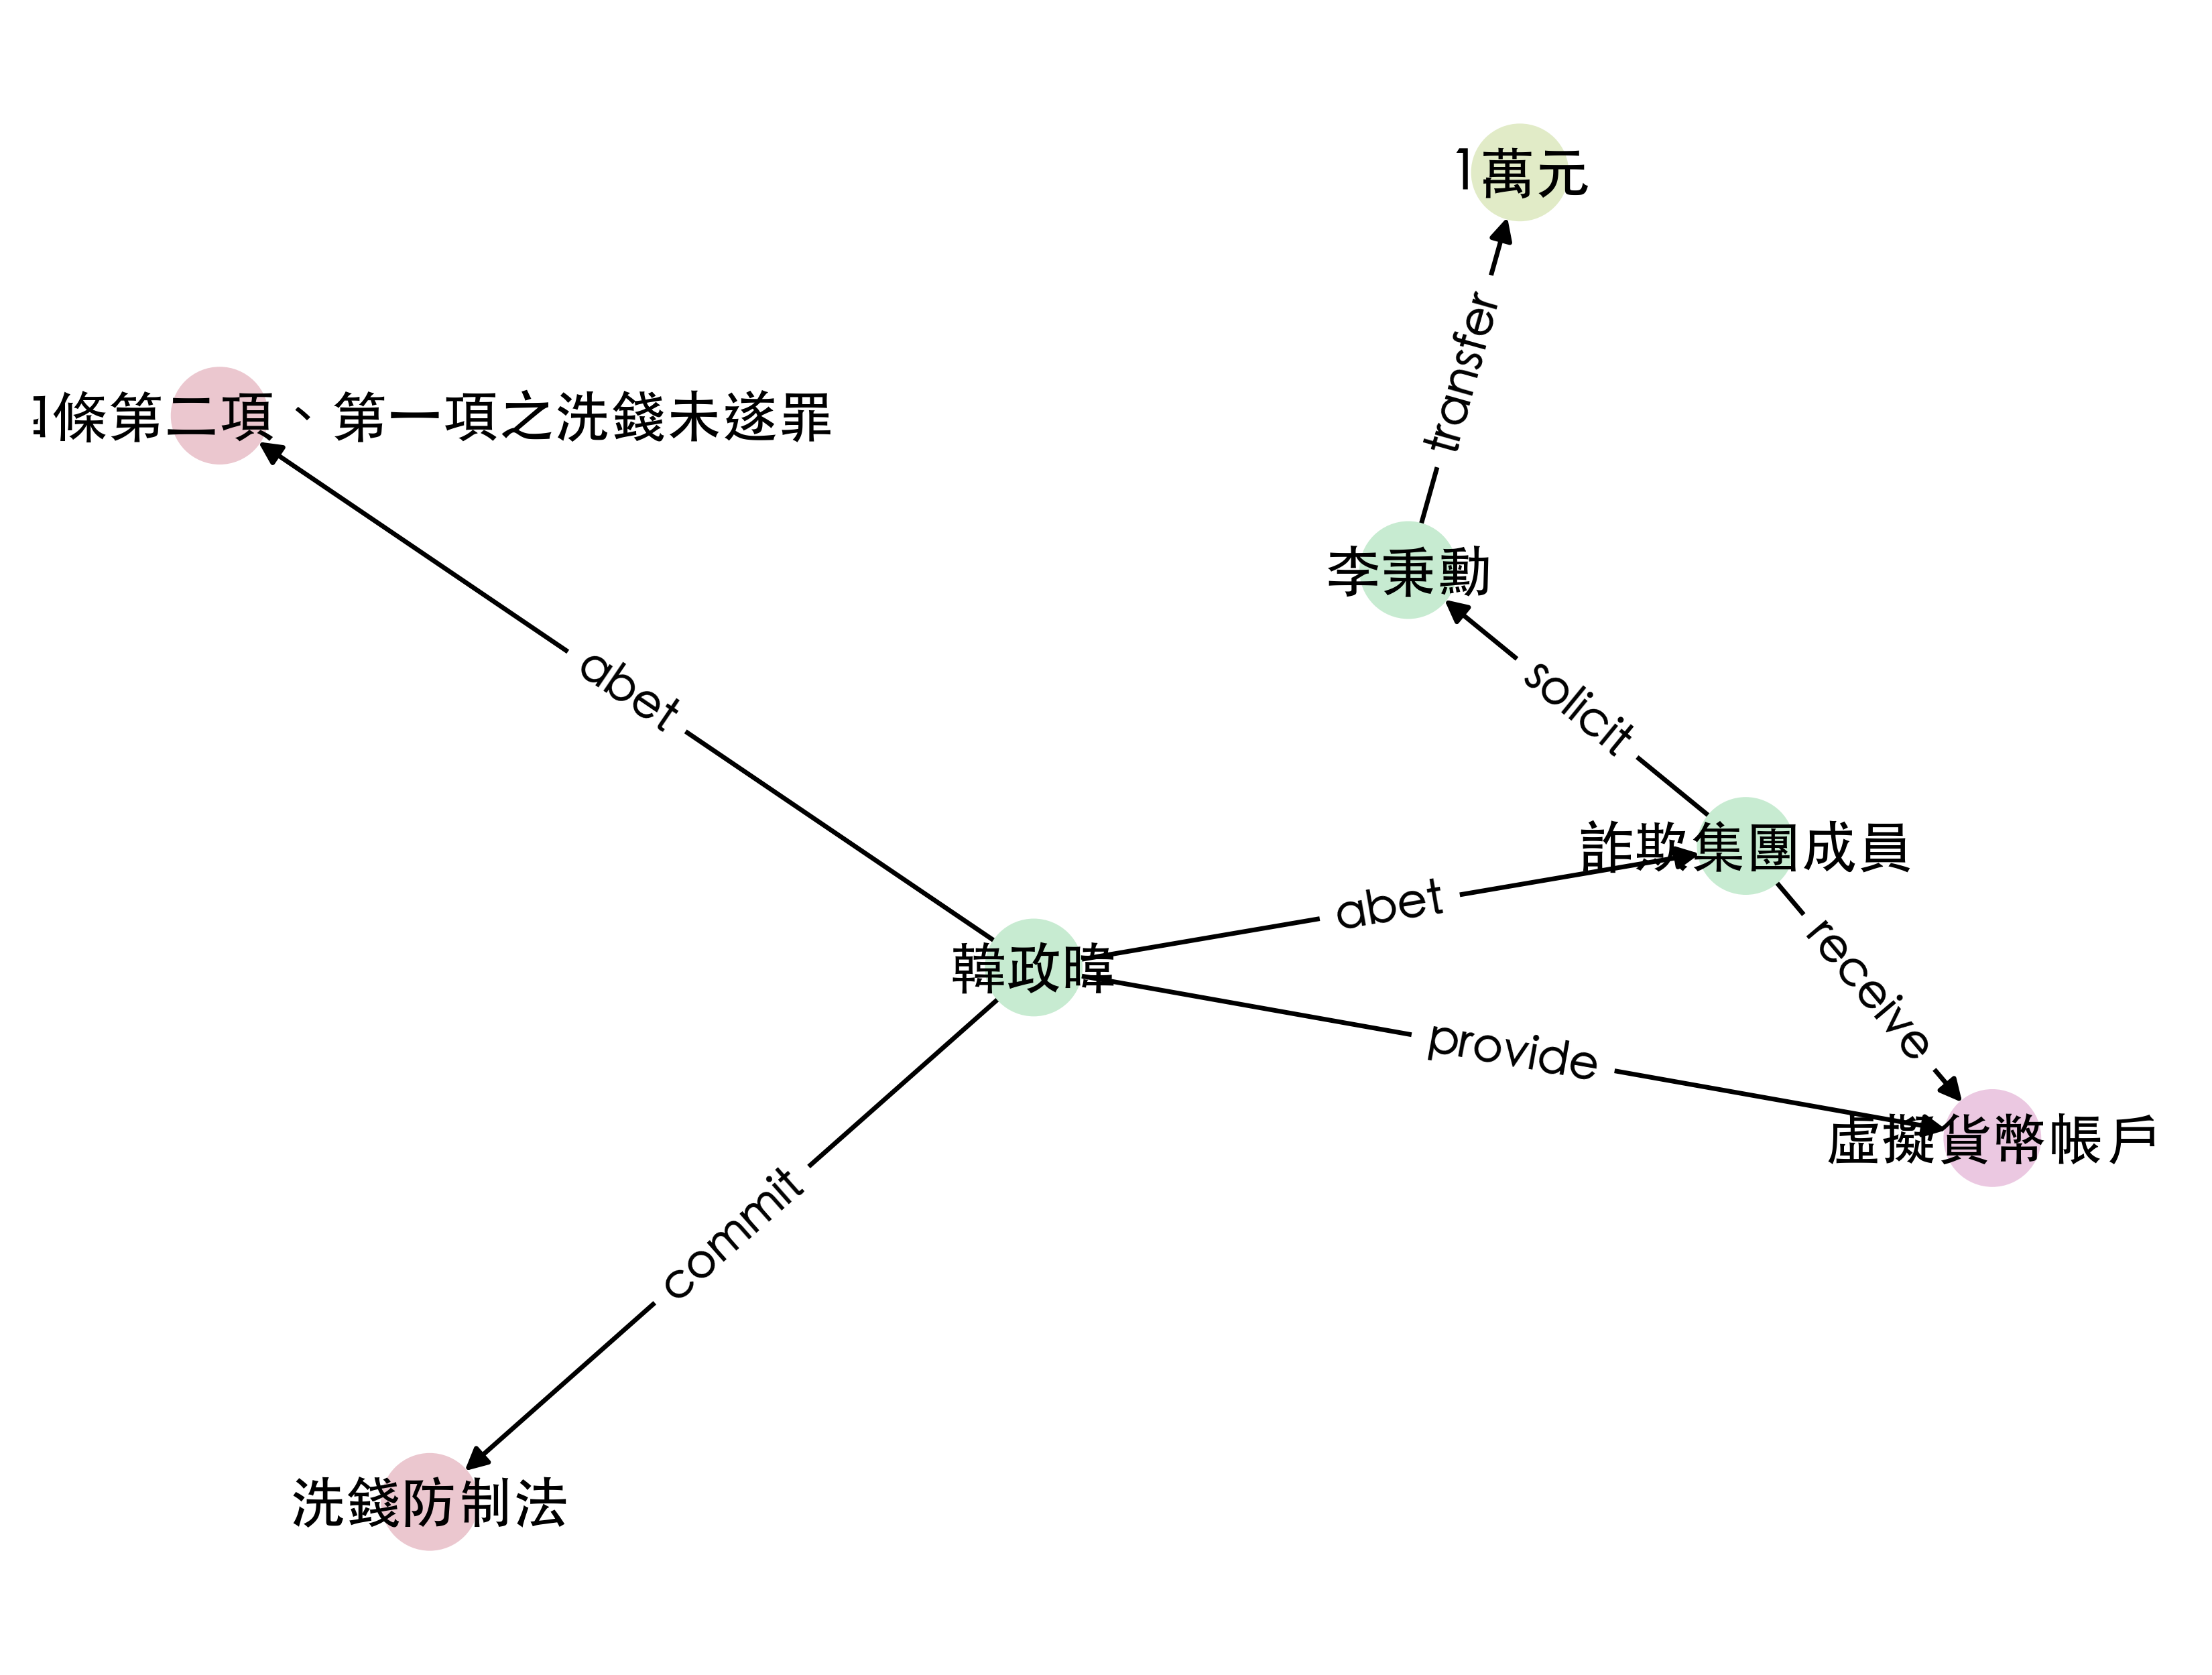 1萬元
transfer
條第二項、第一項之洗錢未遂罪
李秉勳
abet
solicit
詐欺集團成員
abet
receive
韓政暐
provide
虛擬貨幣帳戶
commit
洗錢防制法